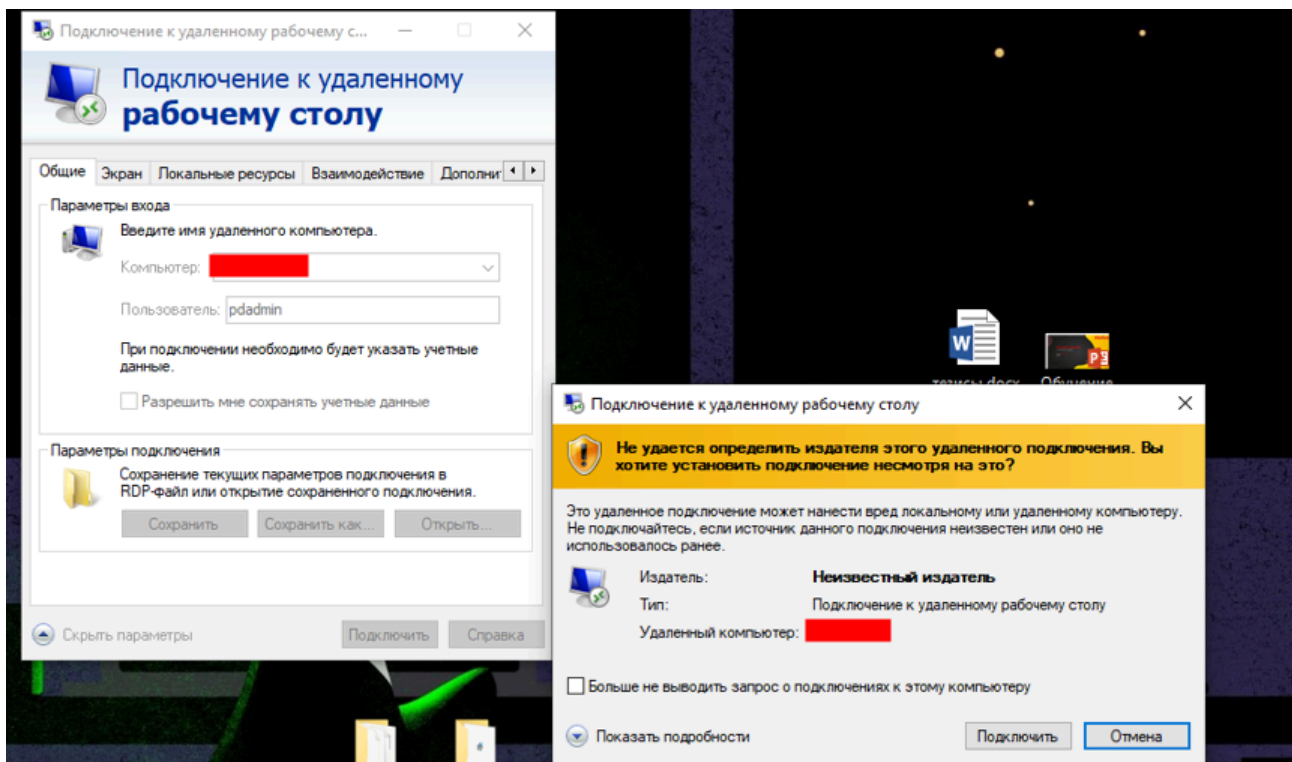 Подключение к удаленному рабочему с...
Подключение к удаленному
рабочему столу
Общие Экран Локальные ресурсы Взаимодействие Дополнит
Параметры входа
Введите имя удаленного компьютера.
Компьютер:
Пользователь: pdadmin
При подключении необходимо будет указать учетные
данные.
Разрешить мне сохранять учетные данные
Параметры подключения
Сохранение текущих параметров подключения в
RDP-файл или открытие сохраненного подключения.
Сохранить Сохранить как... Открыть...
Скрыть параметры Подключить Справка
тезисы.docx Обучение
Подключение к удаленному рабочему столу
Не удается определить издателя этого удаленного подключения. Вы
хотите установить подключение несмотря на это?
Это удаленное подключение может нанести вред локальному или удаленному компьютеру.
Не подключайтесь, если источник данного подключения неизвестен или оно не
использовалось ранее.
Издатель: Неизвестный издатель
Тип: Подключение к удаленному рабочему столу
Удаленный компьютер:
Больше не выводить запрос о подключениях к этому компьютеру
Показать подробности Подключить Отмена